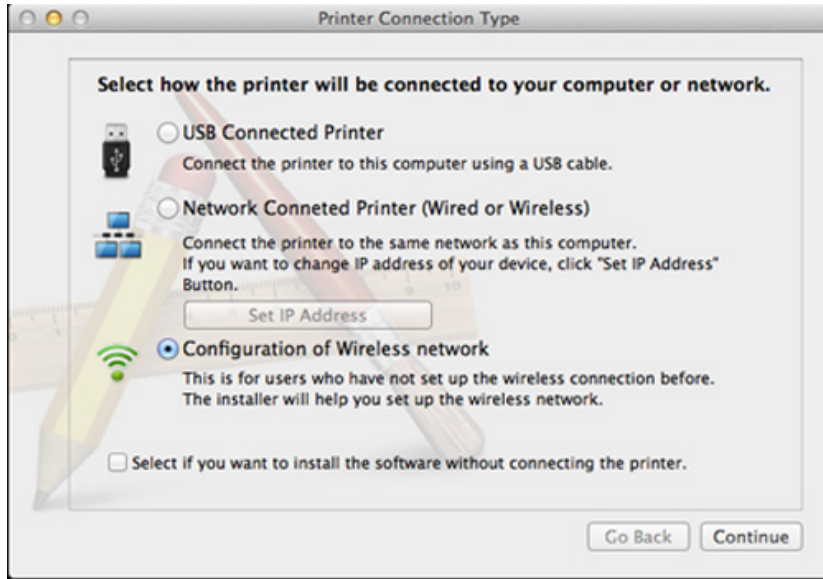 Printer Connection Type
Select how the printer will be connected to your computer or network.
USB Connected Printer
Connect the printer to this computer using a USB cable.
Network Conneted Printer (Wired or Wireless)
Connect the printer to the same network as this computer.
If you want to change IP address of your device, click "Set IP Address"
Button.
Set IP Address
Configuration of Wireless network
This is for users who have not set up the wireless connection before.
The installer will help you set up the wireless network.
Select if you want to install the software without connecting the printer.
Go Back Continue